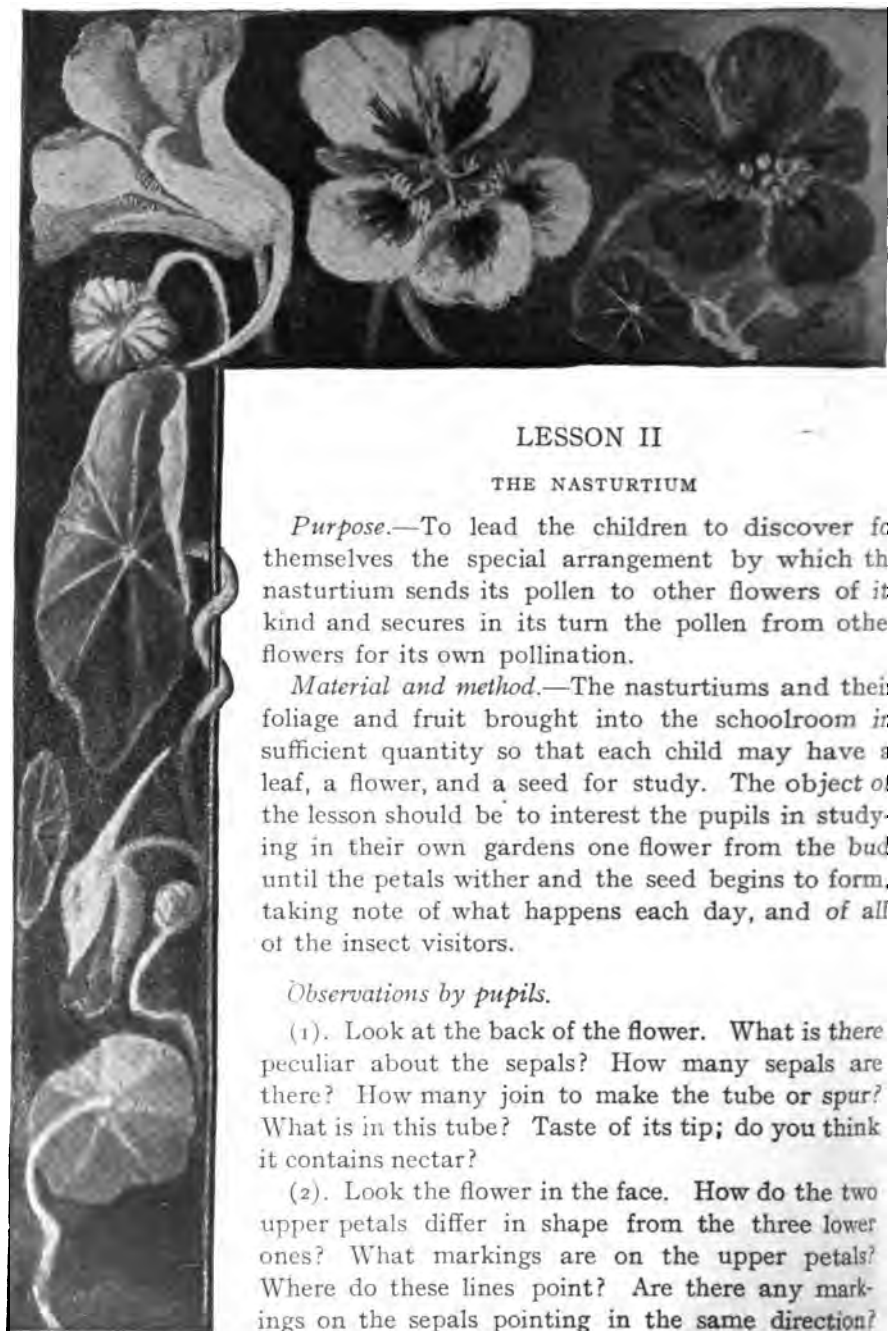 LESSON II
THE NASTURTIUM
Purpose.—To lead the children to discover fo
themselves the special arrangement by which th
nasturtium sends its pollen to other flowers of it
kind and secures in its turn the pollen from othe
flowers for its own pollination.
Material and method.—The nasturtiums and thei
foliage and fruit brought into the schoolroom in
sufficient quantity so that each child may have a
leaf, a flower, and a seed for study. The object of
the lesson should be to interest the pupils in study-
ing in their own gardens one flower from the bud
until the petals wither and the seed begins to form,
taking note of what happens each day, and of all
of the insect visitors.
Observations by pupils.
(1). Look at the back of the flower. What is there
peculiar about the sepals? How many sepals are
there? How many join to make the tube or spur?
What is in this tube? Taste of its tip; do you think
it contains nectar?
(2). Look the flower in the face. How do the two
upper petals differ in shape from the three lower
ones? What markings are on the upper petals?
Where do these lines point? Are there any mark-
ings on the sepals pointing in the same direction?